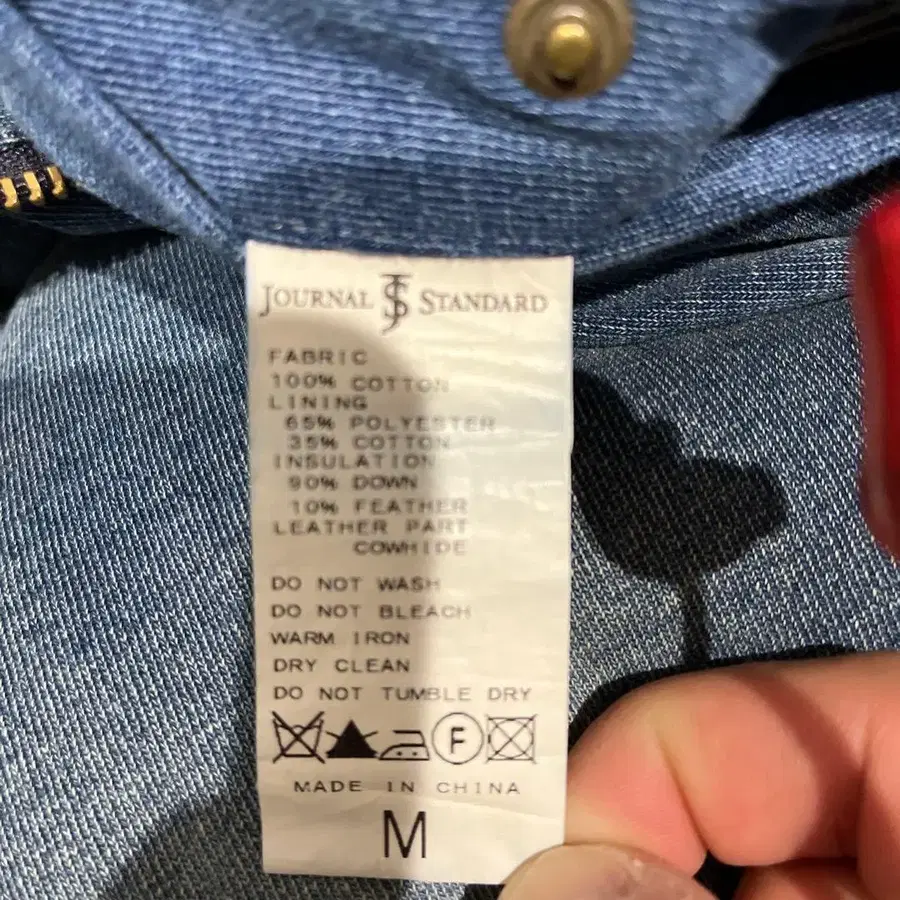 JOURNAL JS STANDARD
FABRIC
100% COTTON
LINING
65% POLYESTER
35% COTTON
INSULATION
90% DOWN
10% FEATHER
LEATHER PART
COWHIDE
DO NOT WASH
DO NOT BLEACH
WARM IRON
DRY CLEAN
DO NOT TUMBLE DRY
F
MADE IN CHINA
M